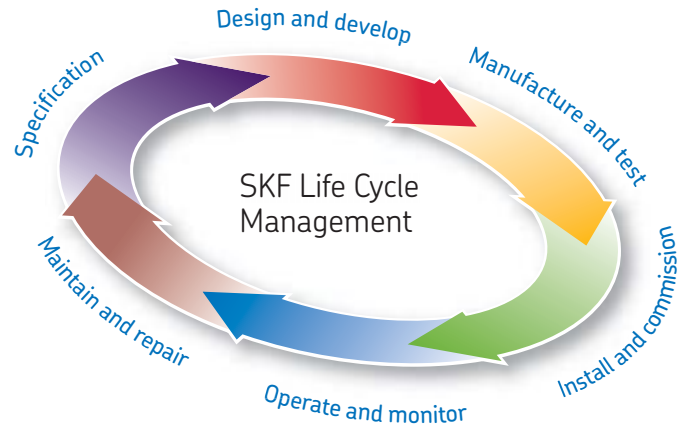 Design and develop
Manufacture and test
Specification
SKF Life Cycle
Management
Install and commission
Maintain and repair
Operate and monitor